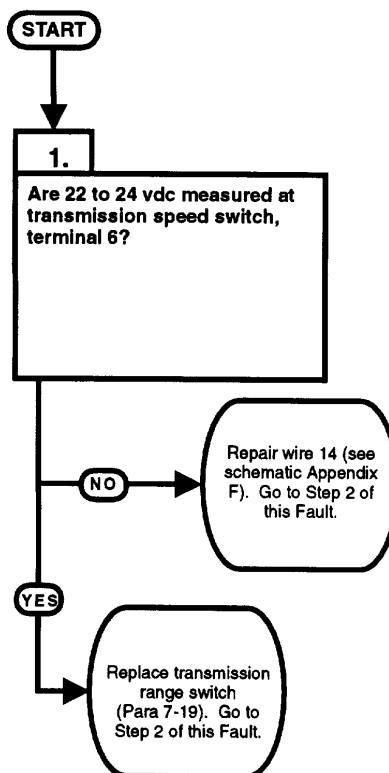 START
1.
Are 22 to 24 vdc measured at
transmission speed switch,
terminal 6?
NO
Repair wire 14 (see
schematic Appendix
F). Go to Step 2 of
this Fault.
YES
Replace transmission
range switch
(Para 7-19). Go to
Step 2 of this Fault.